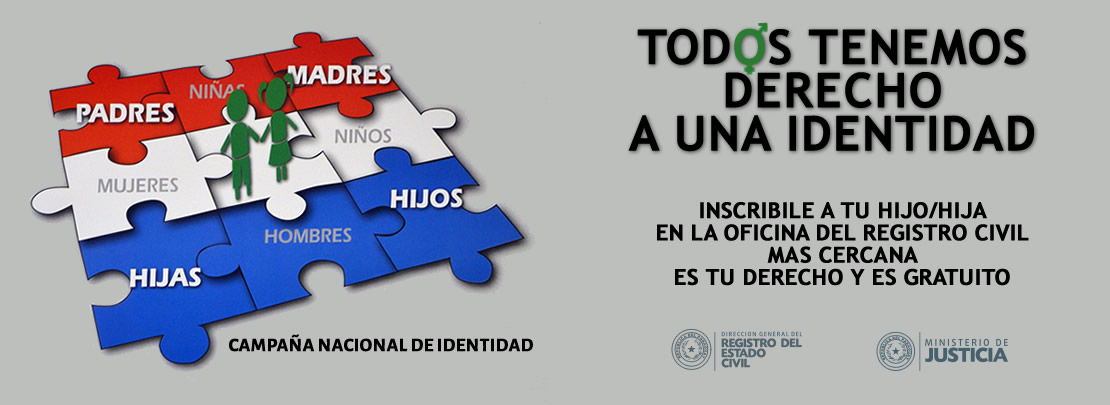 PADRES
NIÑAS
MADRES
MUJERES
NIÑOS
HIJAS
HOMBRES
HIJOS
CAMPAÑA NACIONAL DE IDENTIDAD
TODOS TENEMOS
DERECHO
A UNA IDENTIDAD
INSCRIBILE A TU HIJO/HIJA
EN LA OFICINA DEL REGISTRO CIVIL
MAS CERCANA
ES TU DERECHO Y ES GRATUITO
DIRECCION GENERAL DEL
REGISTRO DEL
ESTADO
CIVIL
MINISTERIO DE
JUSTICIA